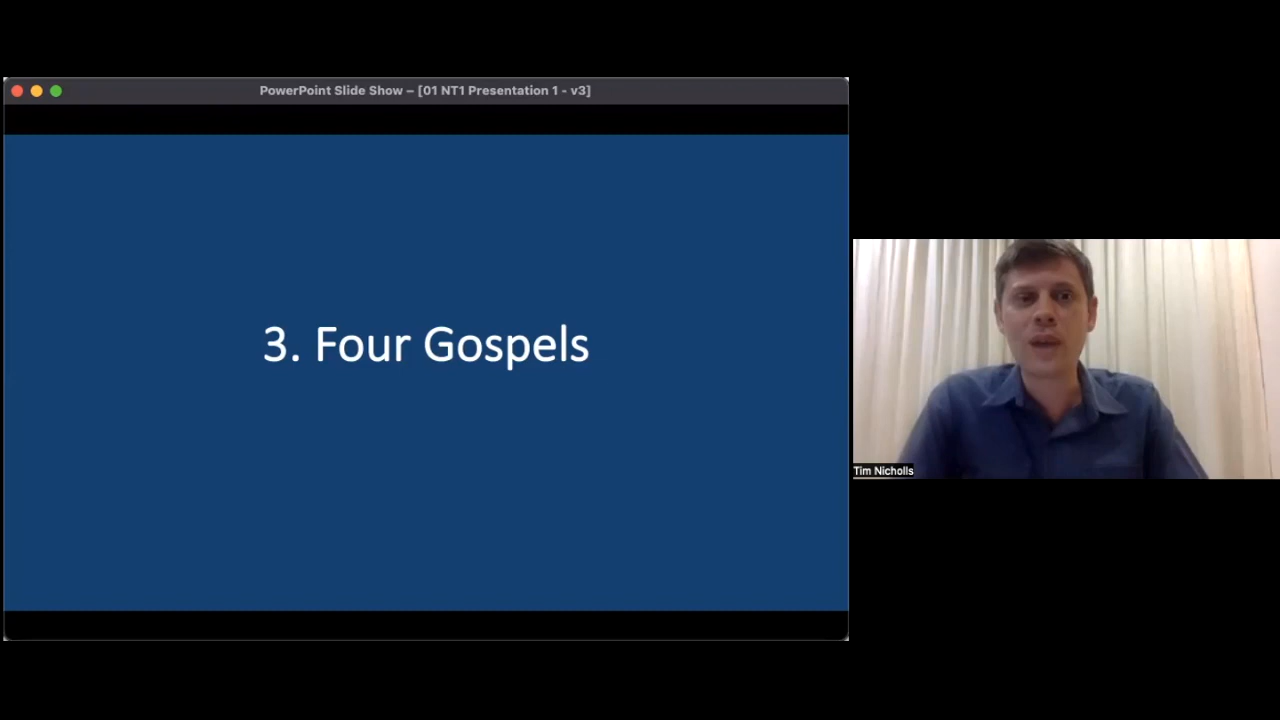 PowerPoint Slide Show – [01 NT1 Presentation 1 - v3]
3. Four Gospels
Tim Nicholls